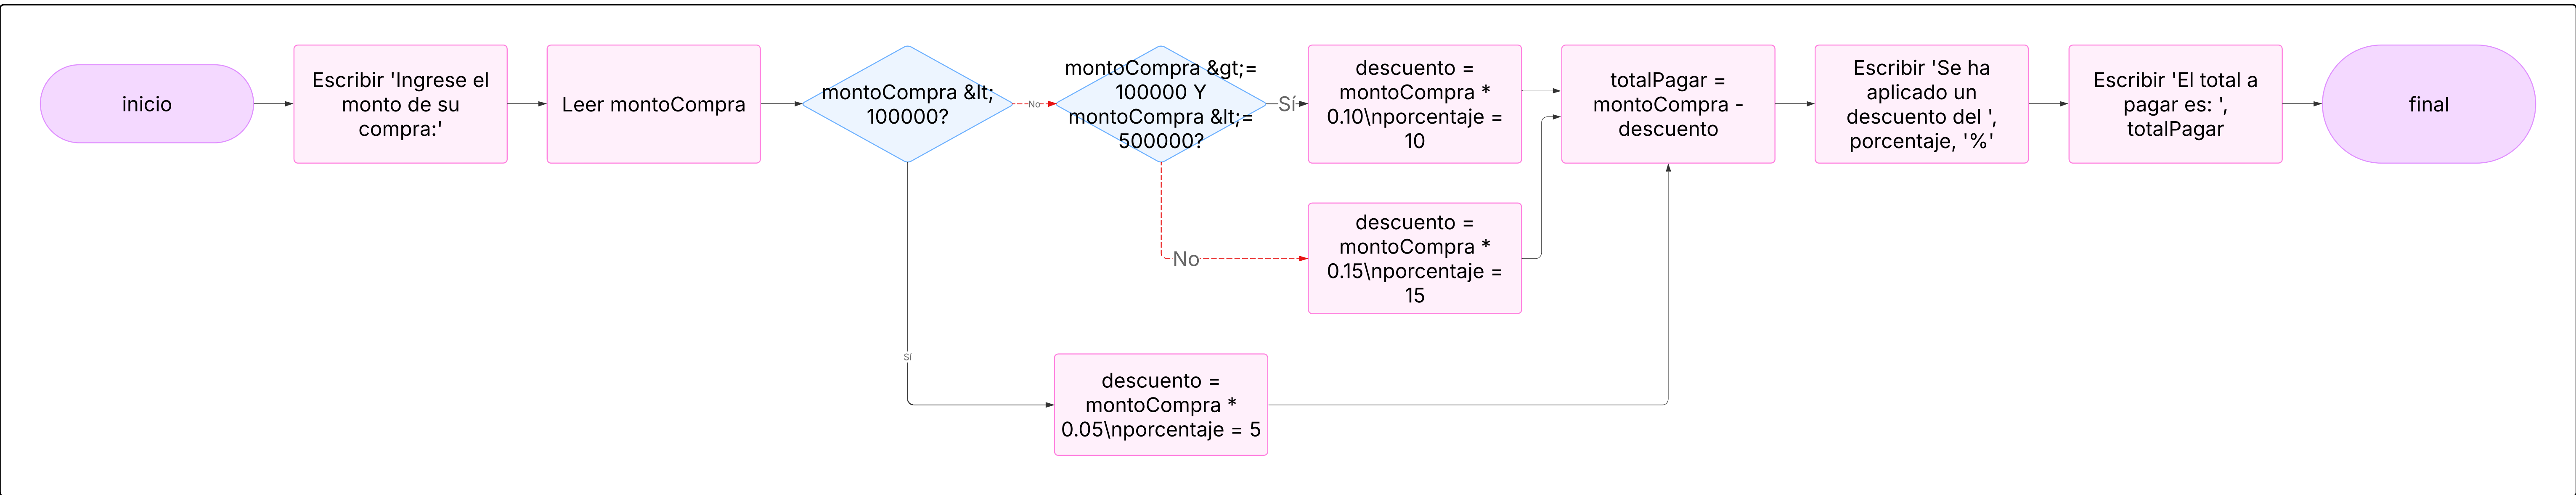 inicio
Escribir 'Ingrese el
monto de su
compra:'
Leer montoCompra
montoCompra &lt;
100000?
No
montoCompra &gt;=
100000 Y
montoCompra &lt;=
500000?
Sí
descuento =
montoCompra *
0.10\nporcentaje =
10
totalPagar =
montoCompra -
descuento
Escribir 'Se ha
aplicado un
descuento del ',
porcentaje, '%'
Escribir 'El total a
pagar es: ',
totalPagar
final
No
descuento =
montoCompra *
0.15\nporcentaje =
15
Sí
descuento =
montoCompra *
0.05\nporcentaje = 5